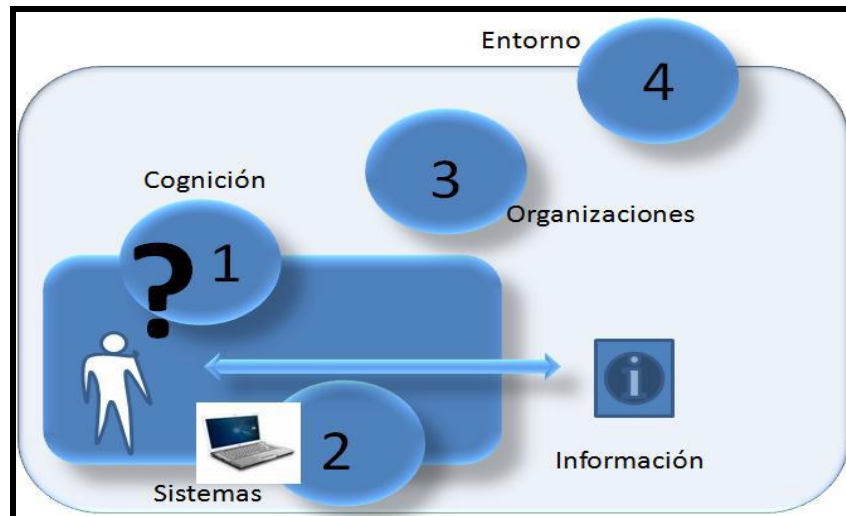 Entorno
4
3
Cognición
Organizaciones
? 1
i
2
Información
Sistemas